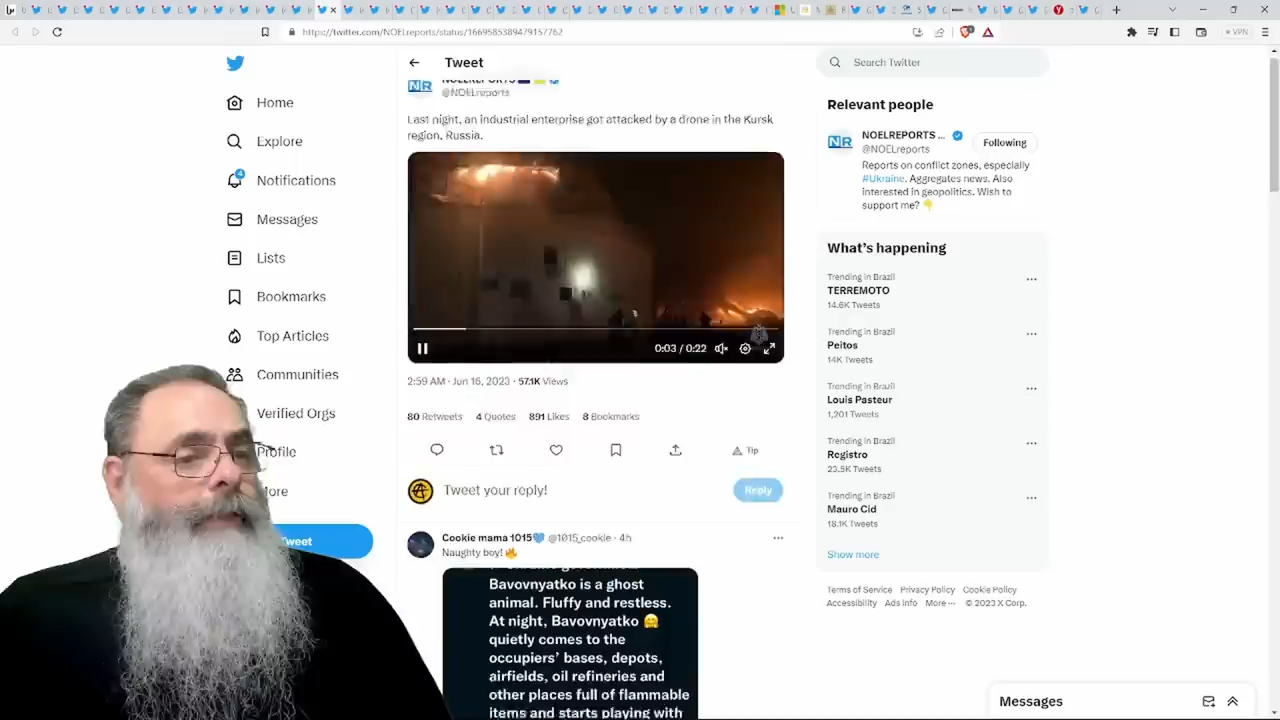 https://twitter.com/NOELreports/status/1669585389479157762
VPN
Home
Explore
4
Notifications
Messages
Lists
Bookmarks
Top Articles
Communities
Verified Orgs
Profile
Tweet
NOELREPORTS
@NOELreports
Last night, an industrial enterprise got attacked by a drone in the Kursk
region, Russia.
0:03 / 0:22
2:59 AM · Jun 16, 2023 · 57.1K Views
80 Retweets 4 Quotes 891 Likes 8 Bookmarks
Tip
Tweet your reply!
Reply
Cookie mama 1015 @1015_cookie · 4h
Naughty boy!
Bavovnyatko is a ghost
animal. Fluffy and restless.
At night, Bavovnyatko
quietly comes to the
occupiers’ bases, depots,
airfields, oil refineries and
other places full of flammable
items and starts playing with
Search Twitter
Relevant people
NR
NOELREPORTS ...
@NOELreports
Following
Reports on conflict zones, especially
#Ukraine. Aggregates news. Also
interested in geopolitics. Wish to
support me?
What’s happening
Trending in Brazil
TERREMOTO
14.6K Tweets
Trending in Brazil
Peitos
14K Tweets
Trending in Brazil
Louis Pasteur
1,201 Tweets
Trending in Brazil
Registro
23.5K Tweets
Trending in Brazil
Mauro Cid
18.1K Tweets
Show more
Terms of Service Privacy Policy Cookie Policy
Accessibility Ads info More ··· © 2023 X Corp.
Messages